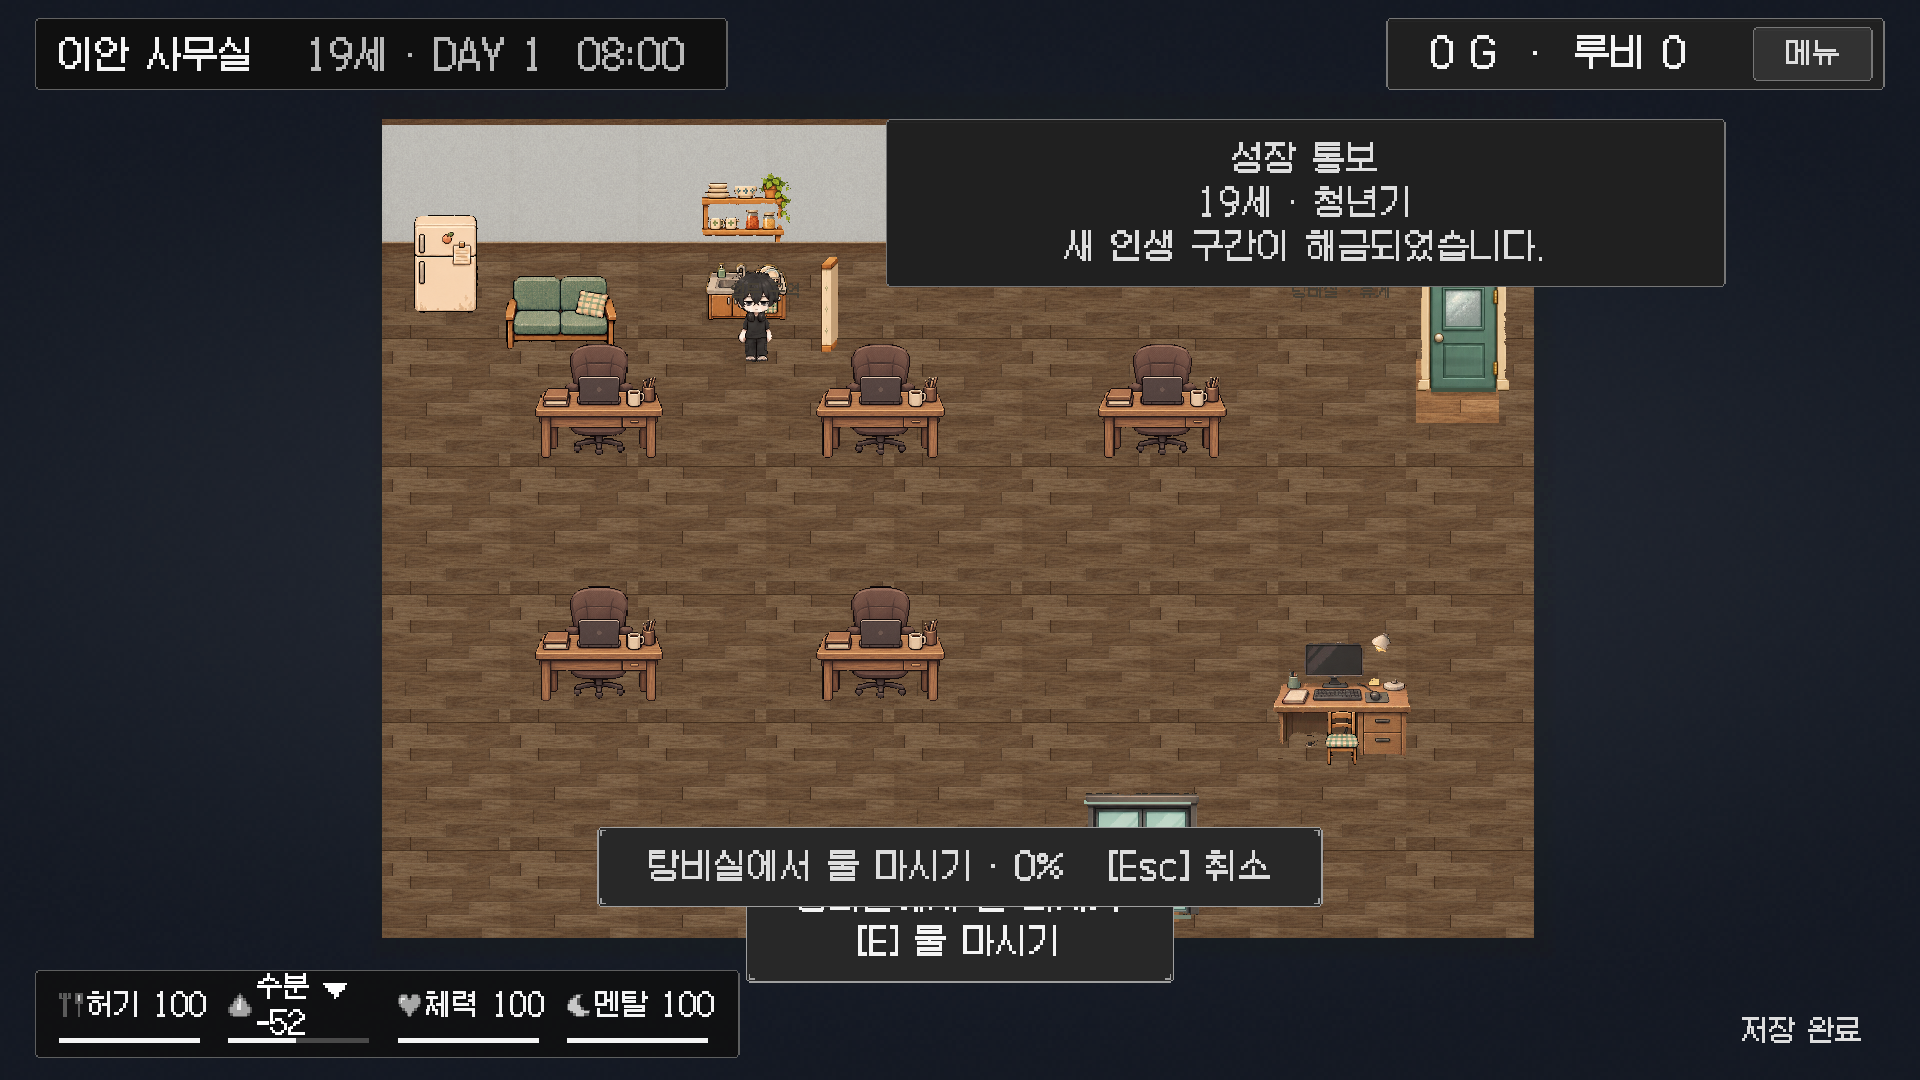 이안 사무실 19세 · DAY 1 08:00
0 G · 루비 0 메뉴
성장 통보
19세 · 청년기
새 인생 구간이 해금되었습니다.
탕비실에서 물 마시기 · 0% [Esc] 취소
[E] 물 마시기
허기 100
수분 ▼
-52
체력 100
멘탈 100
저장 완료